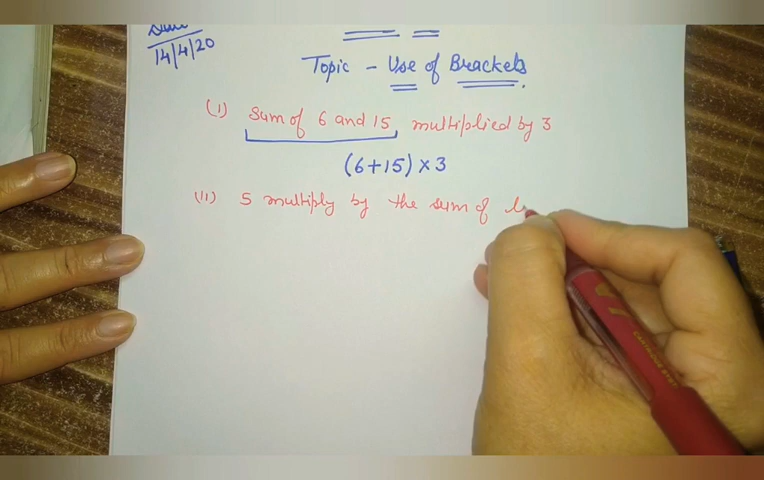 14/4/20
Topic - Use of Brackets.
(i) Sum of 6 and 15 multiplied by 3
(6+15) × 3
(ii) 5 multiply by the sum of